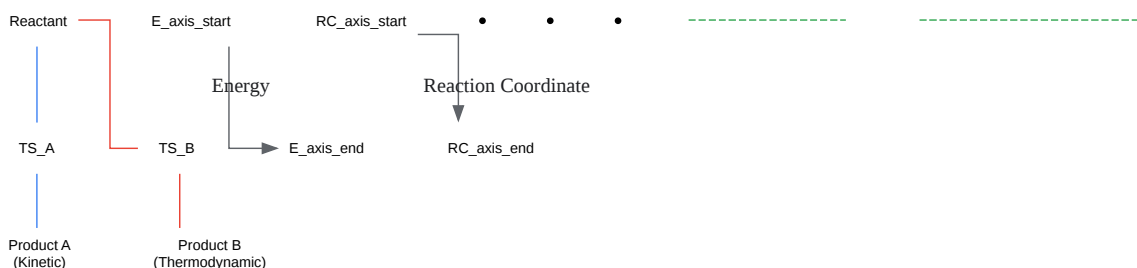 Reactant
E_axis_start
RC_axis_start
Energy
Reaction Coordinate
TS_A
TS_B
E_axis_end
RC_axis_end
Product A
(Kinetic)
Product B
(Thermodynamic)